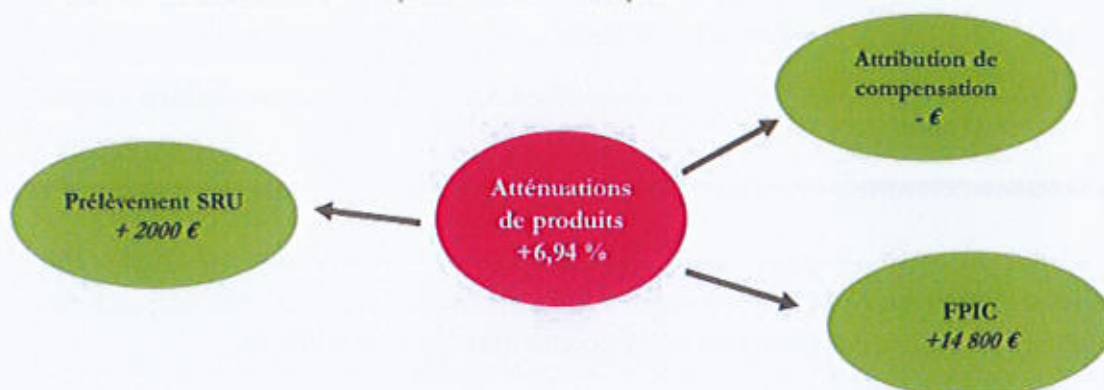 Attribution de
compensation
- €
Prélèvement SRU
+ 2000 €
Atténuations
de produits
+6,94 %
FPIC
+14 800 €